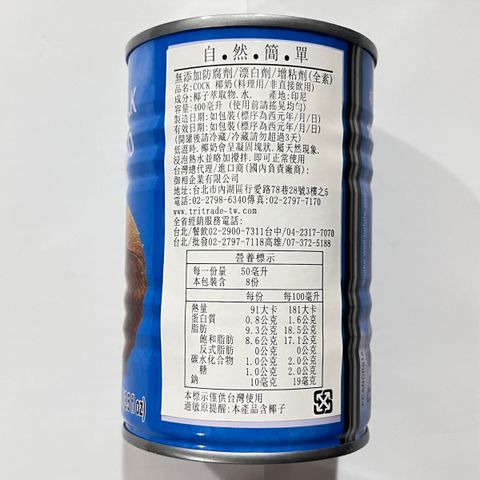 自.然.簡.單
無添加防腐劑/漂白劑/增粘劑(全素)
品名:COCK 椰奶(料理用/非直接飲用)
成分:椰子萃取物.水. 產地:印尼
容量:400毫升 (使用前請搖晃均勻)
製造日期:如包裝(標序為西元年/月/日)
有效日期:如包裝(標序為西元年/月/日)
(開罐後請冷藏/冷藏請勿超過3天)
低溫時,椰奶會呈凝固塊狀.屬天然現象.
浸泡熱水並略加攪拌.即可正常使用
台灣總代理/進口商(國內負責廠商):
御相企業有限公司
地址:台北市內湖區行愛路78巷28號3樓之5
電話:02-2798-6340傳真:02-2797-7170
www.tritrade-tw.com
全省經銷服務電話:
台北/餐飲02-2900-7311台中/04-2317-7070
台北/批發02-2797-7118高雄/07-372-5188
營養標示
每一份量 50毫升
本包裝含 8份
每份 每100毫升
熱量 91大卡 181大卡
蛋白質 0.8公克 1.6公克
脂肪 9.3公克 18.5公克
飽和脂肪 8.6公克 17.1公克
反式脂肪 0公克 0公克
碳水化合物 1.0公克 2.0公克
糖 1.0公克 2.0公克
鈉 10毫克 19毫克
本標示僅供台灣使用
過敏原提醒:本產品含椰子
fl oz)